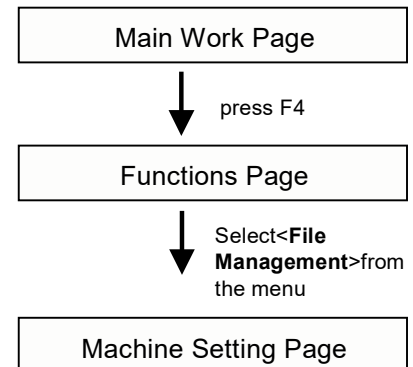 Main Work Page
press F4
Functions Page
Select<File
Management>from
the menu
Machine Setting Page